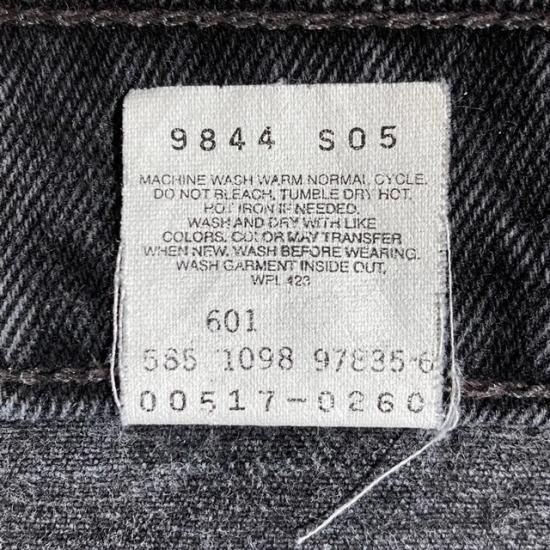 9844 S05
MACHINE WASH WARM NORMAL CYCLE.
DO NOT BLEACH. TUMBLE DRY HOT.
HOT IRON IF NEEDED.
WASH AND DRY WITH LIKE
COLORS. COLOR MAY TRANSFER
WHEN NEW. WASH BEFORE WEARING.
WASH GARMENT INSIDE OUT.
WPL 423
601
585 1098 97835-6
00517-0260